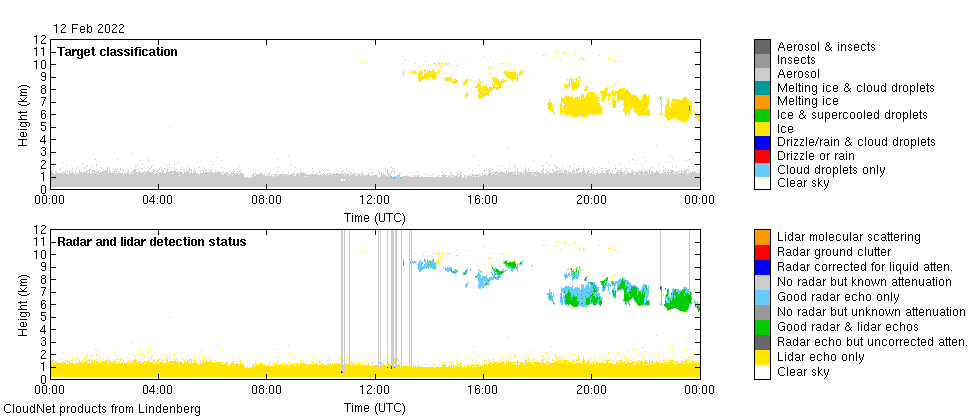 12 Feb 2022
Target classification
Height (km)
12
11
10
9
8
7
6
5
4
3
2
1
0
00:00 04:00 08:00 12:00 16:00 20:00 00:00
Time (UTC)
Aerosol & insects
Insects
Aerosol
Melting ice & cloud droplets
Melting ice
Ice & supercooled droplets
Ice
Drizzle/rain & cloud droplets
Drizzle or rain
Cloud droplets only
Clear sky
Radar and lidar detection status
Height (km)
12
11
10
9
8
7
6
5
4
3
2
1
0
00:00 04:00 08:00 12:00 16:00 20:00 00:00
Time (UTC)
Lidar molecular scattering
Radar ground clutter
Radar corrected for liquid atten.
No radar but known attenuation
Good radar echo only
No radar but unknown attenuation
Good radar & lidar echos
Radar echo but uncorrected atten.
Lidar echo only
Clear sky
CloudNet products from Lindenberg